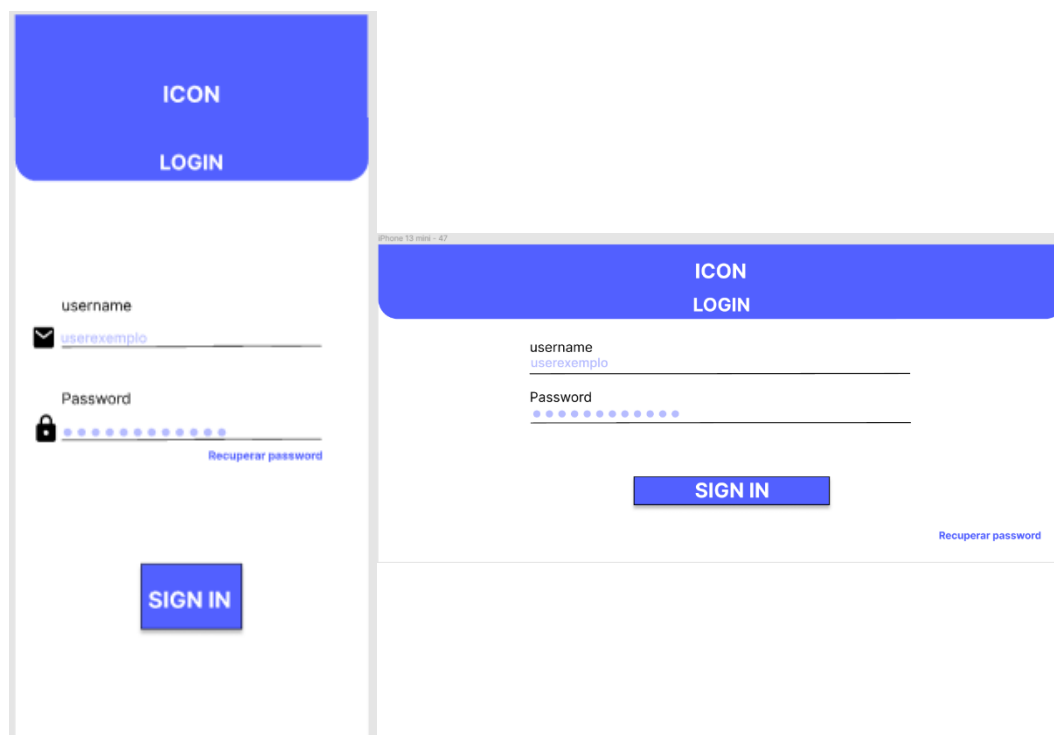 ICON
LOGIN
username
userexemplo
Password
Recuperar password
SIGN IN
iPhone 13 mini - 47
ICON
LOGIN
username
userexemplo
Password
SIGN IN
Recuperar password